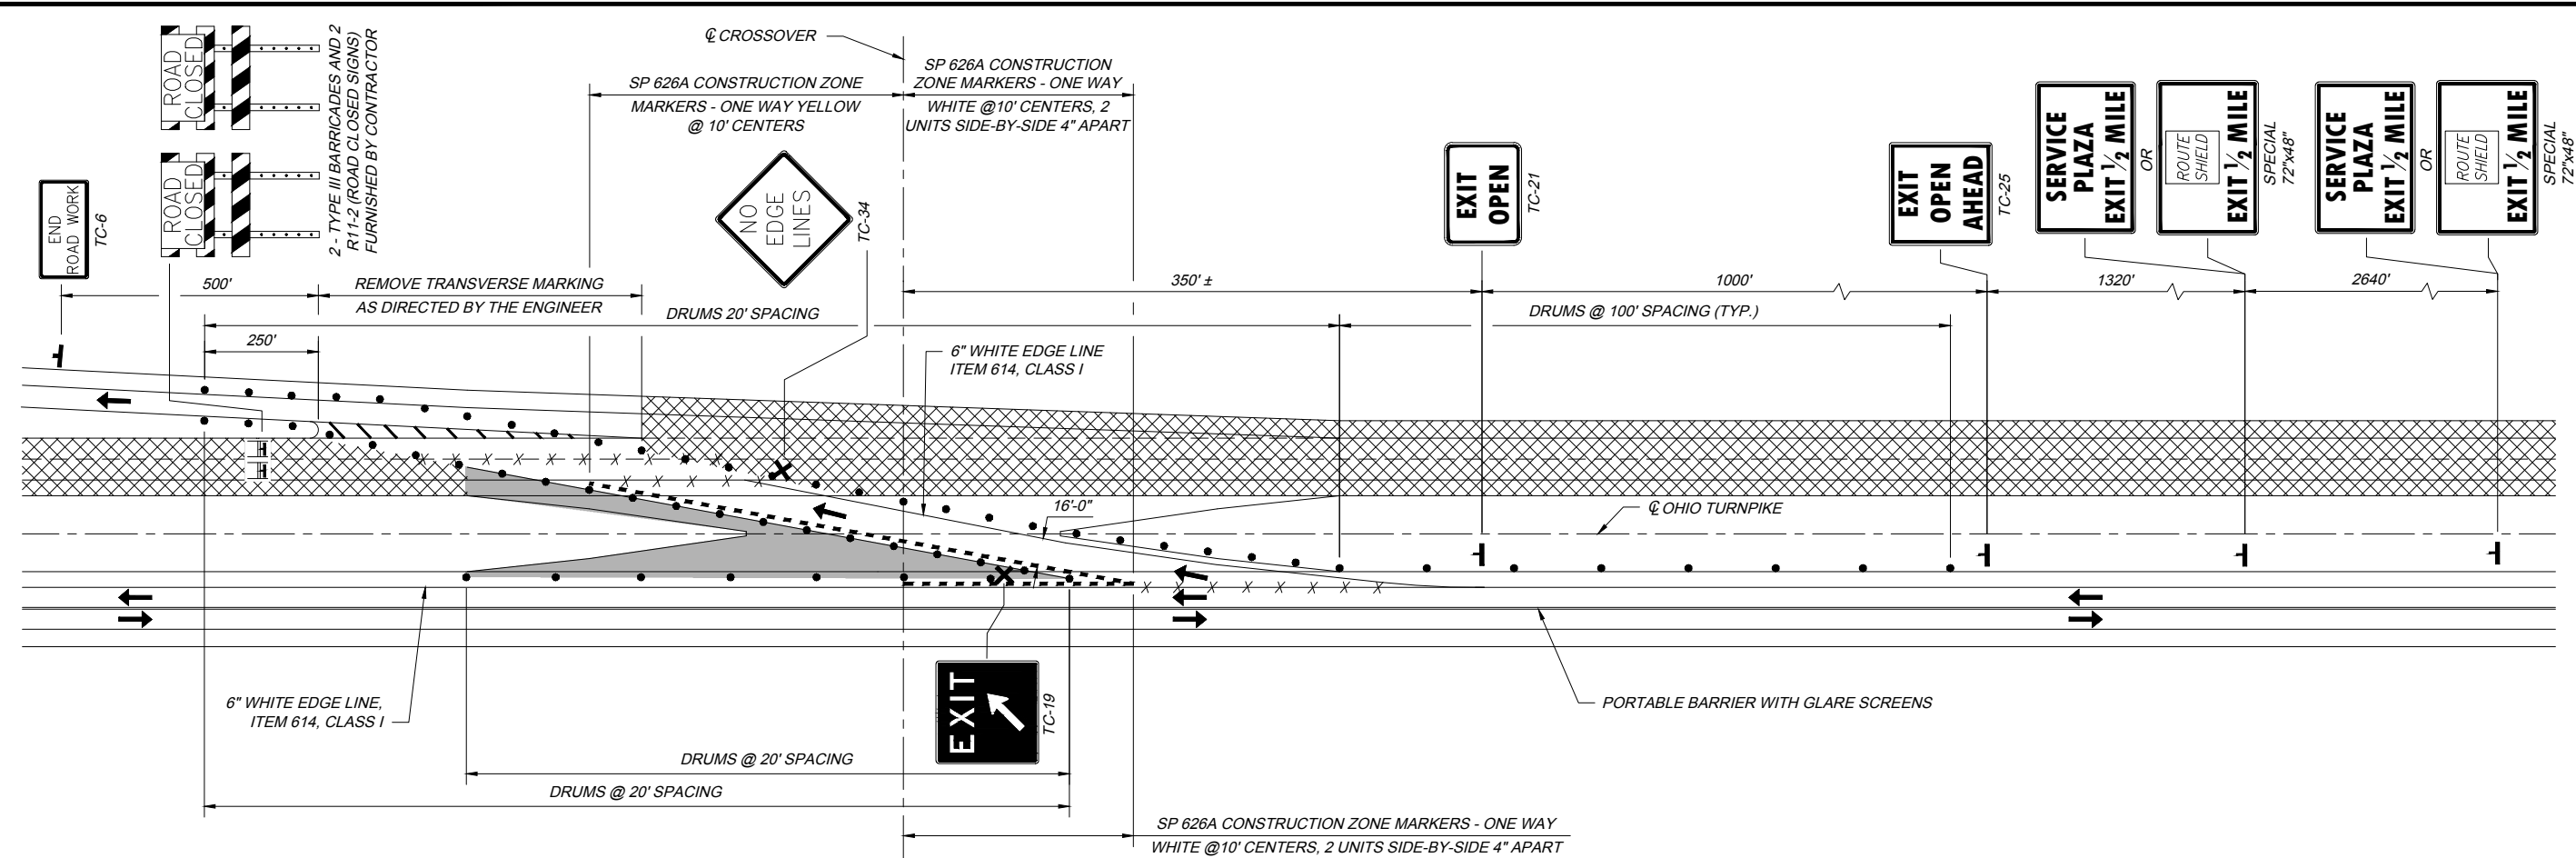 ROAD
CLOSED
ROAD
CLOSED
2 - TYPE III BARRICADES AND 2
R11-2 (ROAD CLOSED SIGNS)
FURNISHED BY CONTRACTOR
END
ROAD WORK
TC-6
℄ CROSSOVER
SP 626A CONSTRUCTION ZONE
MARKERS - ONE WAY YELLOW
@ 10' CENTERS
SP 626A CONSTRUCTION
ZONE MARKERS - ONE WAY
WHITE @10' CENTERS, 2
UNITS SIDE-BY-SIDE 4" APART
NO
EDGE
LINES
TC-34
EXIT
OPEN
TC-21
EXIT
OPEN
AHEAD
TC-25
SERVICE
PLAZA
EXIT 1/2 MILE
OR
ROUTE
SHIELD
EXIT 1/2 MILE
SPECIAL
72"x48"
SERVICE
PLAZA
EXIT 1/2 MILE
OR
ROUTE
SHIELD
EXIT 1/2 MILE
SPECIAL
72"x48"
500'
REMOVE TRANSVERSE MARKING
AS DIRECTED BY THE ENGINEER
350' ±
1000'
1320'
2640'
DRUMS 20' SPACING
DRUMS @ 100' SPACING (TYP.)
250'
6" WHITE EDGE LINE
ITEM 614, CLASS I
16'-0"
℄ OHIO TURNPIKE
6" WHITE EDGE LINE,
ITEM 614, CLASS I
EXIT
TC-19
PORTABLE BARRIER WITH GLARE SCREENS
DRUMS @ 20' SPACING
DRUMS @ 20' SPACING
SP 626A CONSTRUCTION ZONE MARKERS - ONE WAY
WHITE @10' CENTERS, 2 UNITS SIDE-BY-SIDE 4" APART